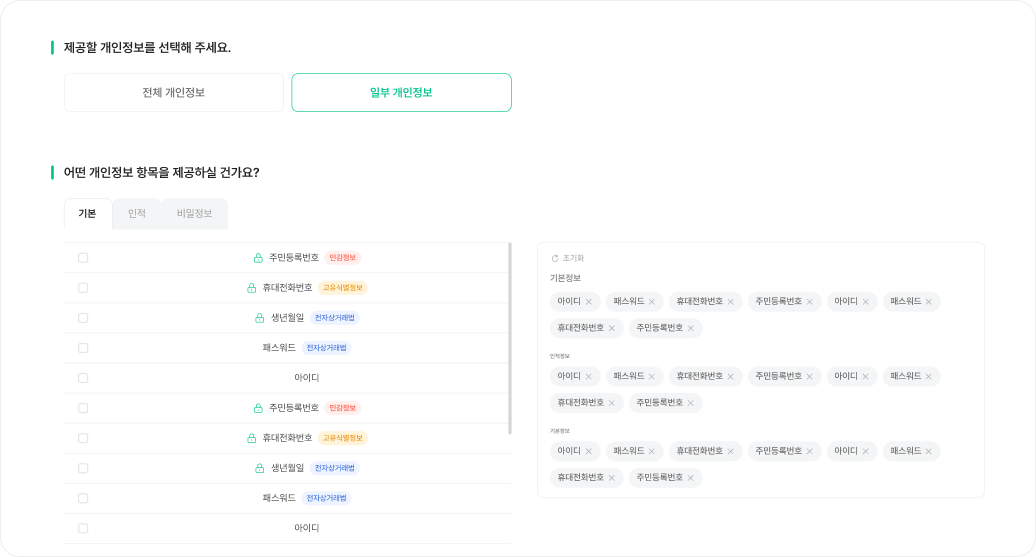 제공할 개인정보를 선택해 주세요.
전체 개인정보
일부 개인정보
어떤 개인정보 항목을 제공하실 건가요?
기본 인적 비밀정보
주민등록번호 민감정보
휴대전화번호 고유식별정보
생년월일 전자상거래법
패스워드 전자상거래법
아이디
주민등록번호 민감정보
휴대전화번호 고유식별정보
생년월일 전자상거래법
패스워드 전자상거래법
아이디
초기화
기본정보
아이디 패스워드 휴대전화번호 주민등록번호 아이디 패스워드
휴대전화번호 주민등록번호
인적정보
아이디 패스워드 휴대전화번호 주민등록번호 아이디 패스워드
휴대전화번호 주민등록번호
기본정보
아이디 패스워드 휴대전화번호 주민등록번호 아이디 패스워드
휴대전화번호 주민등록번호